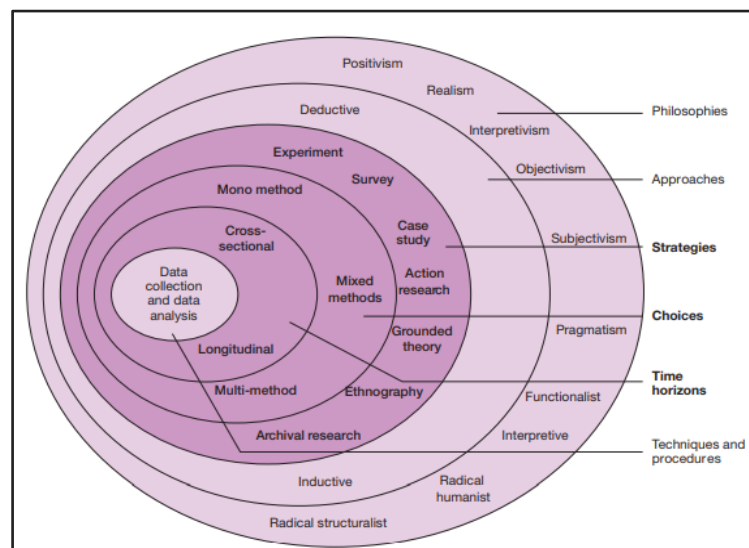 Positivism
Realism
Philosophies
Deductive
Interpretivism
Experiment
Objectivism
Approaches
Survey
Mono method
Case
study
Cross-
sectional
Subjectivism
Strategies
Data
collection
and data
analysis
Mixed
methods
Action
research
Choices
Grounded
theory
Pragmatism
Longitudinal
Time
horizons
Multi-method
Ethnography
Functionalist
Archival research
Interpretive
Techniques and
procedures
Inductive
Radical
humanist
Radical structuralist